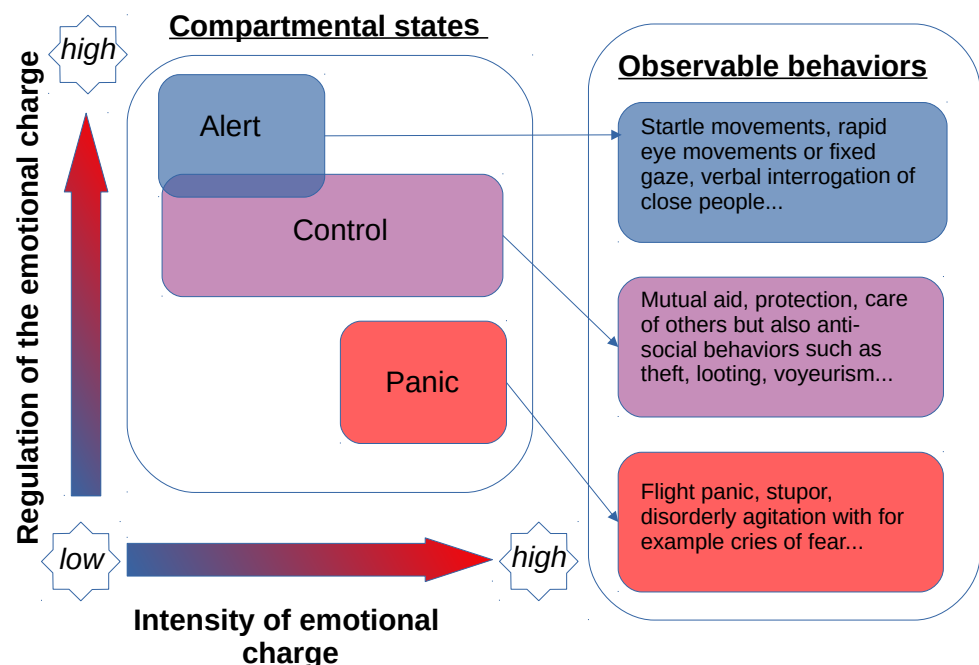 high
Compartmental states
Observable behaviors
Regulation of the emotional charge
Alert
Control
Panic
Startle movements, rapid
eye movements or fixed
gaze, verbal interrogation of
close people...
Mutual aid, protection, care
of others but also anti-
social behaviors such as
theft, looting, voyeurism...
Flight panic, stupor,
disorderly agitation with for
example cries of fear...
low
high
Intensity of emotional
charge